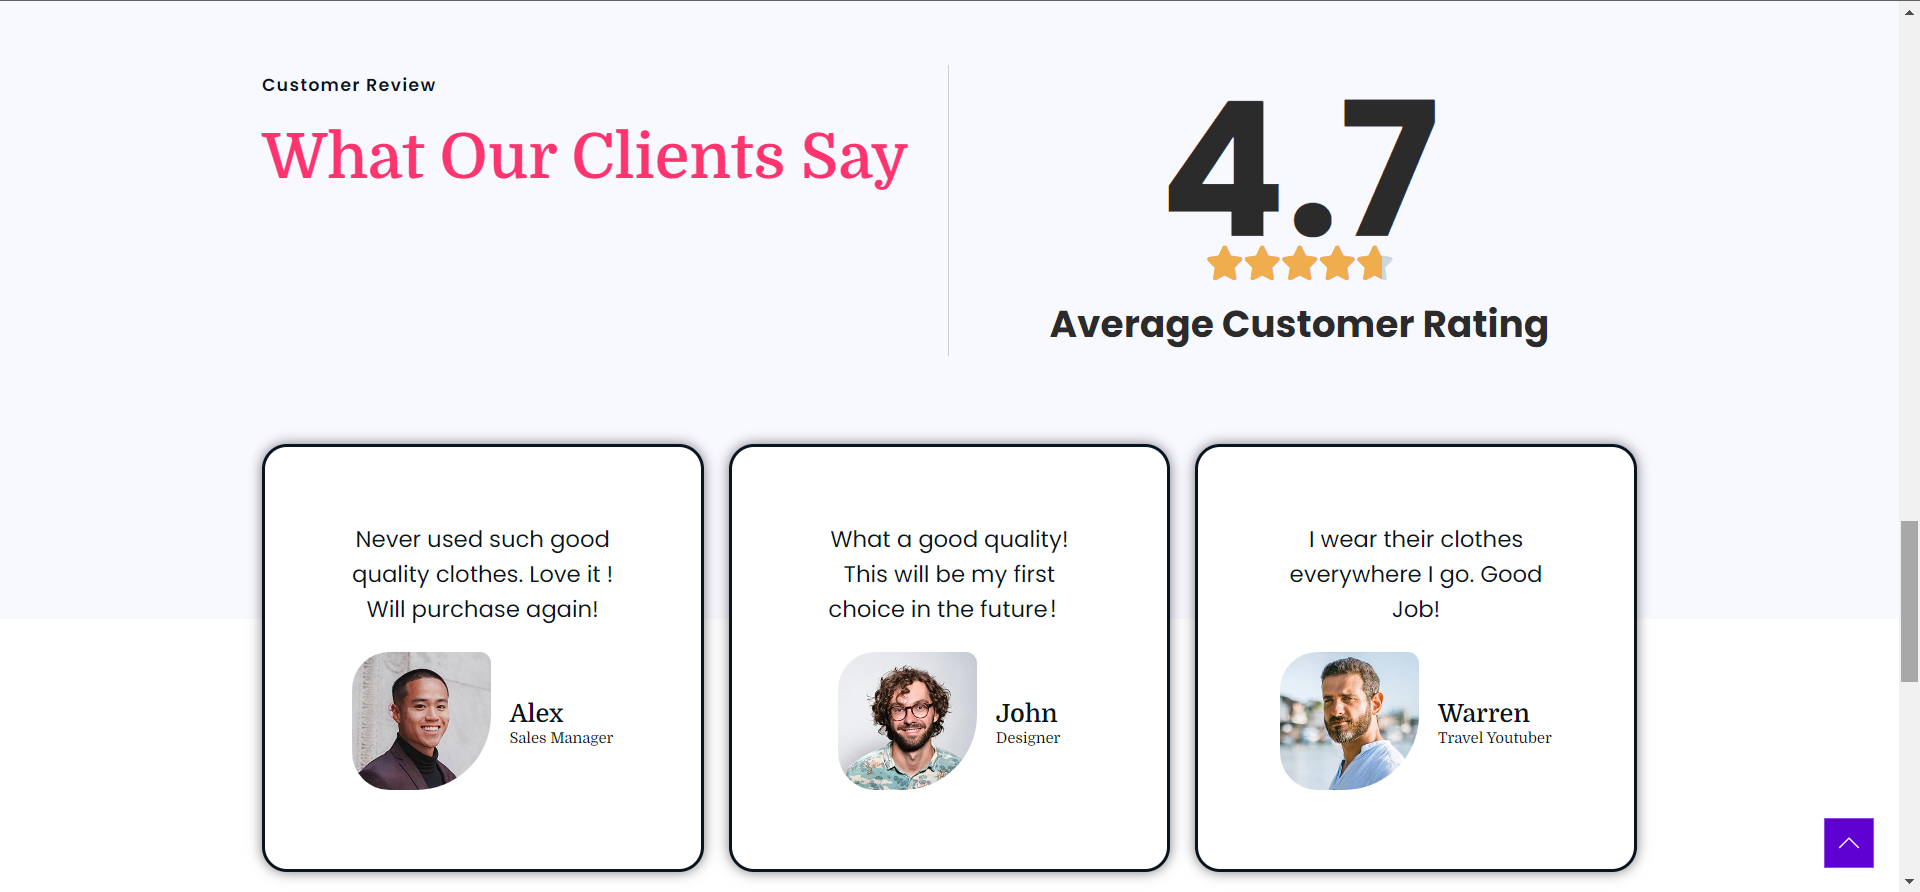 Customer Review
What Our Clients Say
4.7
Average Customer Rating
Never used such good
quality clothes. Love it !
Will purchase again!
Alex
Sales Manager
What a good quality!
This will be my first
choice in the future!
John
Designer
I wear their clothes
everywhere I go. Good
Job!
Warren
Travel Youtuber